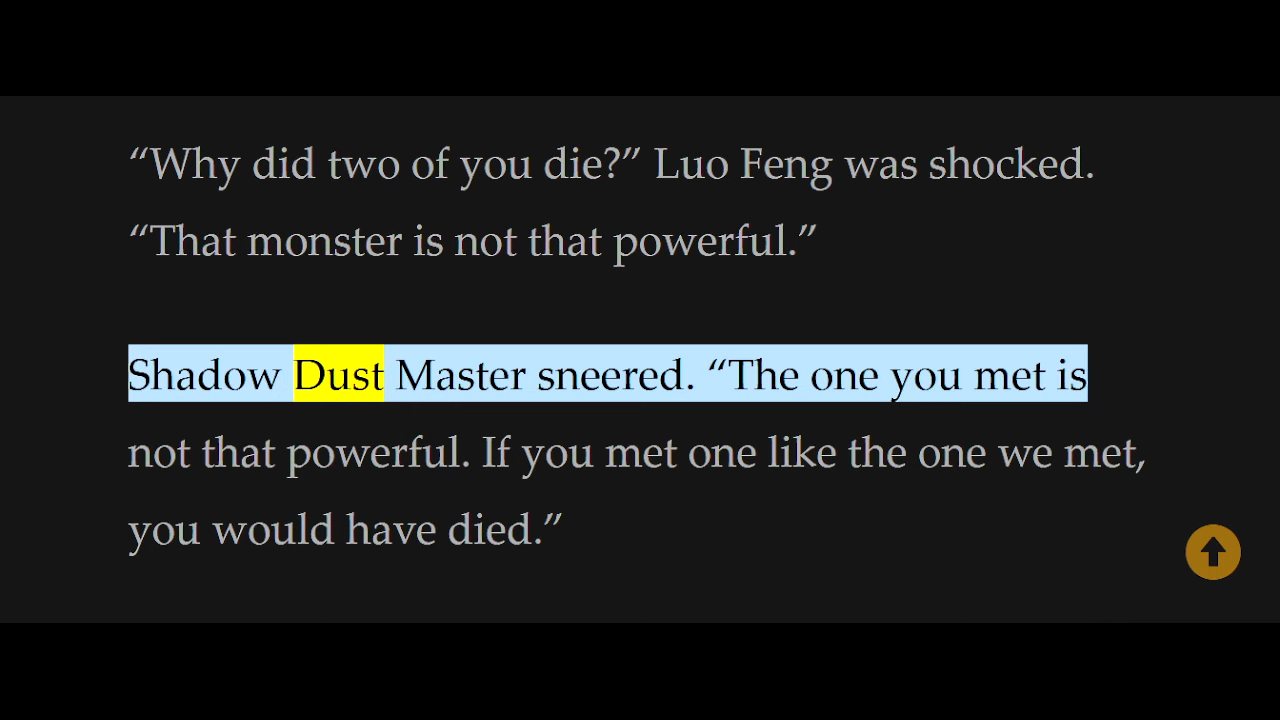 “Why did two of you die?” Luo Feng was shocked.
“That monster is not that powerful.”
Shadow Dust Master sneered. “The one you met is
not that powerful. If you met one like the one we met,
you would have died.”